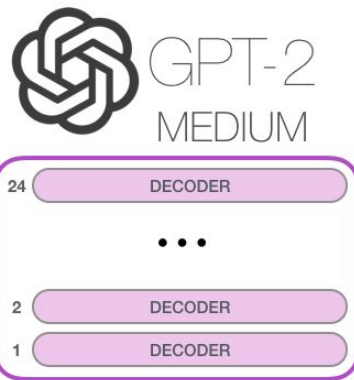 GPT-2
MEDIUM
24 DECODER
...
2 DECODER
1 DECODER